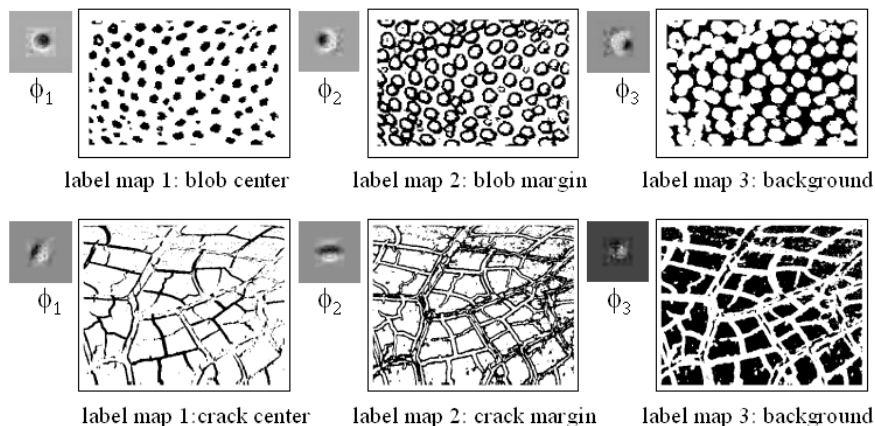 ϕ1 ϕ2 ϕ3
label map 1: blob center label map 2: blob margin label map 3: background
ϕ1 ϕ2 ϕ3
label map 1:crack center label map 2: crack margin label map 3: background